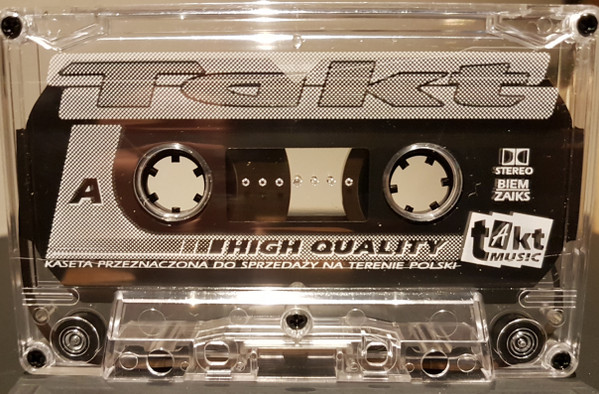 Takt
A
STEREO
BIEM
ZAIKS
HIGH QUALITY
tAkt
MUSIC
KASETA PRZEZNACZONA DO SPRZEDAŻY NA TERENIE POLSKI